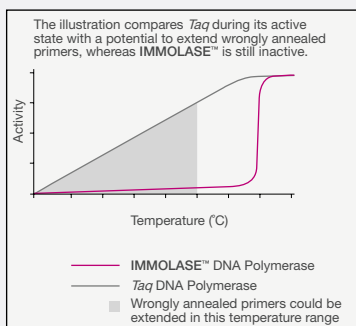 The illustration compares Taq during its active
state with a potential to extend wrongly annealed
primers, whereas IMMOLASE™ is still inactive.
Activity
Temperature (˚C)
IMMOLASE™ DNA Polymerase
Taq DNA Polymerase
Wrongly annealed primers could be
extended in this temperature range